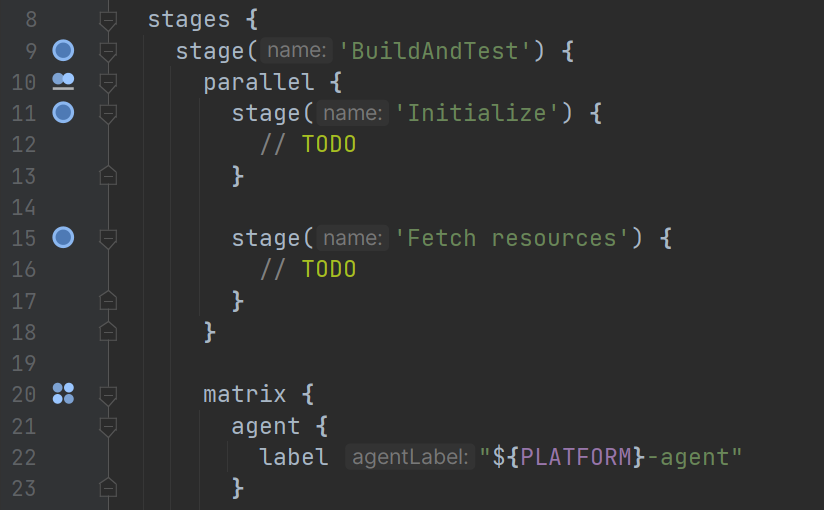 8 stages {
9 stage( name: 'BuildAndTest') {
10 parallel {
11 stage( name: 'Initialize') {
12 // TODO
13 }
14
15 stage( name: 'Fetch resources') {
16 // TODO
17 }
18 }
19
20 matrix {
21 agent {
22 label agentLabel: "${PLATFORM}-agent"
23 }